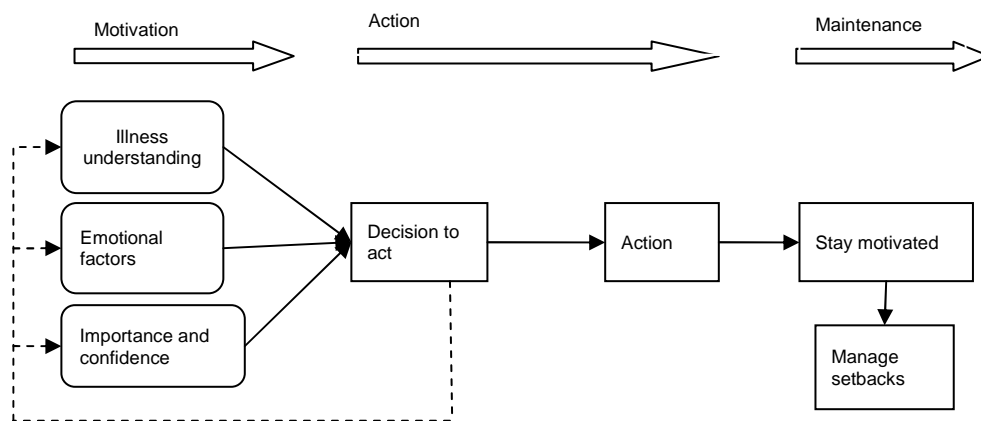 Motivation
Action
Maintenance
Illness
understanding
Emotional
factors
Importance and
confidence
Decision to
act
Action
Stay motivated
Manage
setbacks